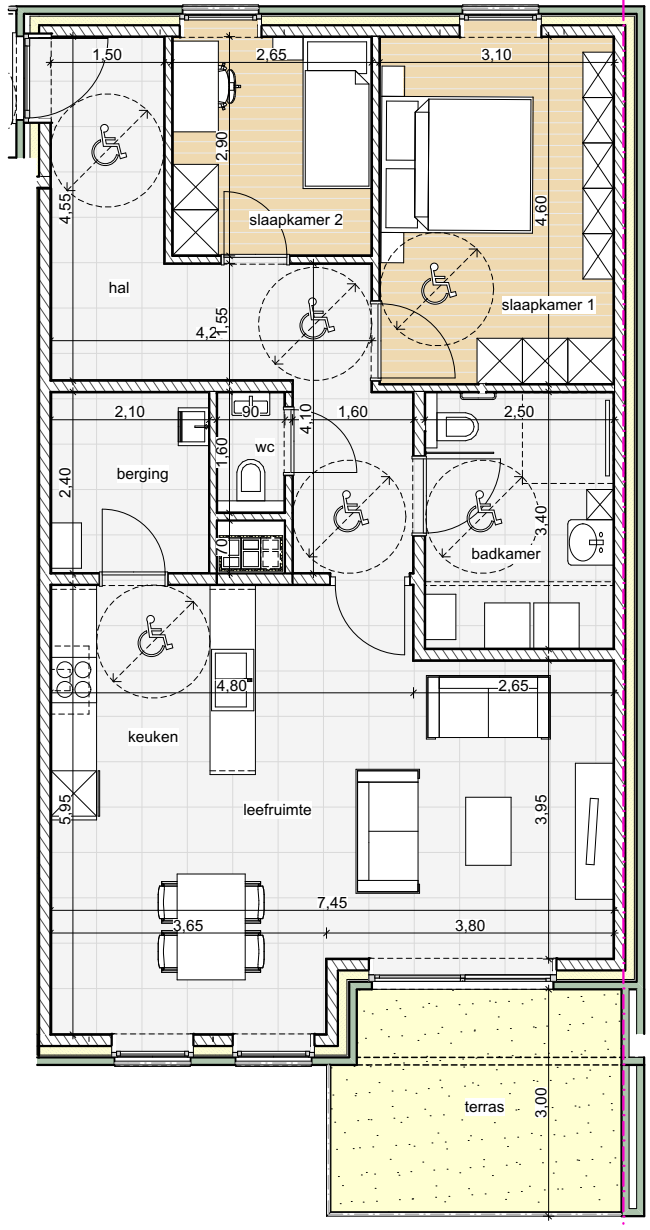 1,50
2,65
3,10
2,90
4,55
4,60
slaapkamer 2
hal
slaapkamer 1
1,55
4,2
2,10
90
1,60
2,50
4,10
wc
1,60
berging
2,40
3,40
badkamer
70
4,80
2,65
keuken
leefruimte
5,95
3,95
7,45
3,65
3,80
terras
3,00